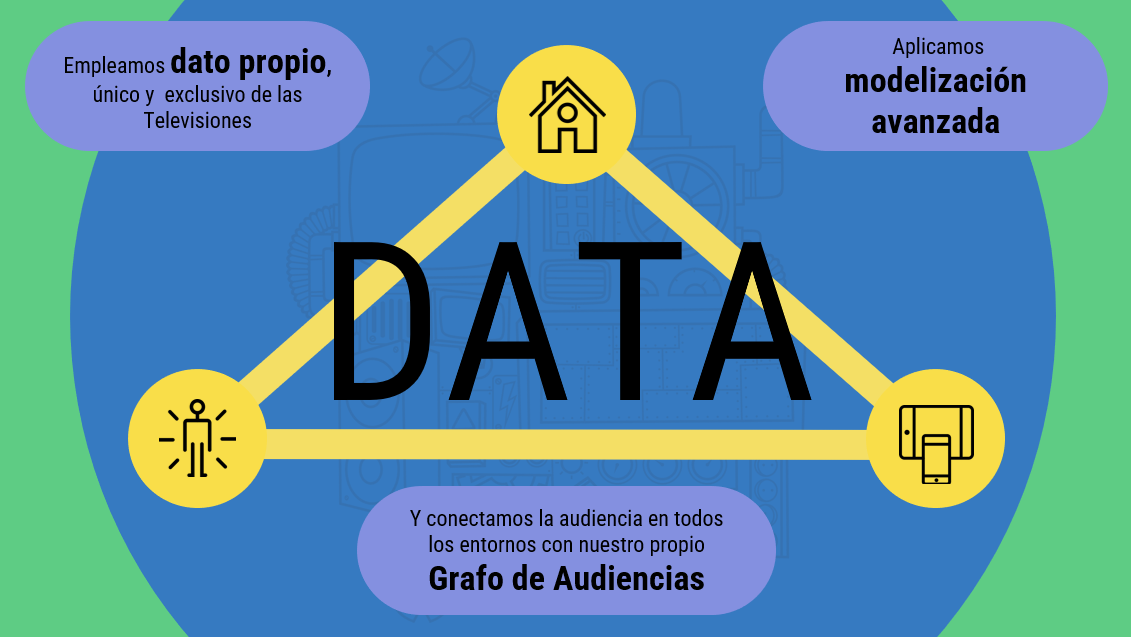 Empleamos dato propio,
único y exclusivo de las
Televisiones
Aplicamos
modelización
avanzada
DATA
Y conectamos la audiencia en todos
los entornos con nuestro propio
Grafo de Audiencias